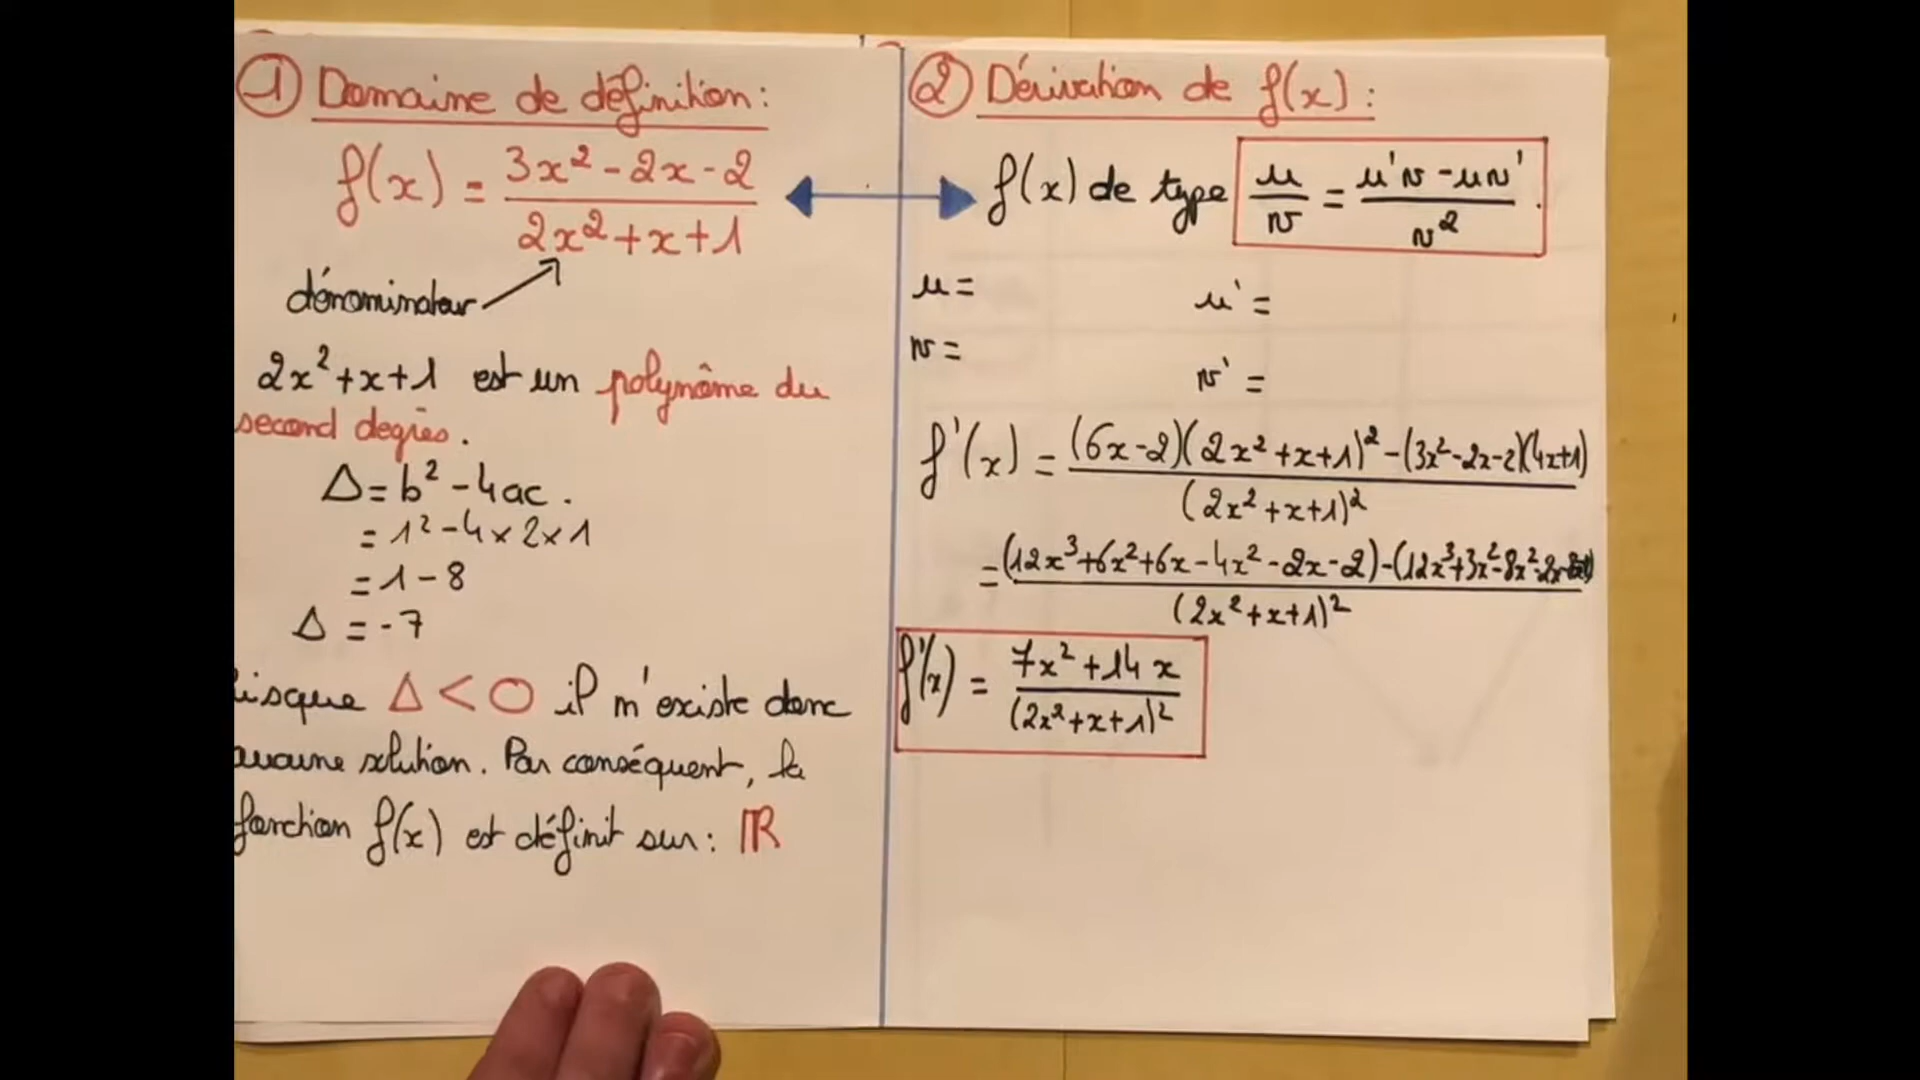 ① Domaine de définition:
f(x) = (3x² - 2x - 2)/(2x² + x + 1)
dénominateur
2x² + x + 1 est un polynôme du
second degrès.
Δ = b² - 4ac.
= 1² - 4 × 2 × 1
= 1 - 8
Δ = -7
Δ < 0 il n'existe donc
aucune solution. Par conséquent, la
fonction f(x) est définit sur: ℝ
② Dérivation de f(x):
f(x) de type u/v = (u'v - uv')/v².
u = u' =
v =
v' =
f'(x) = ((6x-2)(2x²+x+1)² - (3x²-2x-2)(4x+1))/(2x²+x+1)²
= ((12x³+6x²+6x-4x²-2x-2)-(12x³+3x²-8x²-2x-))/(2x²+x+1)²
f'(x) = (7x² + 14x)/(2x²+x+1)²